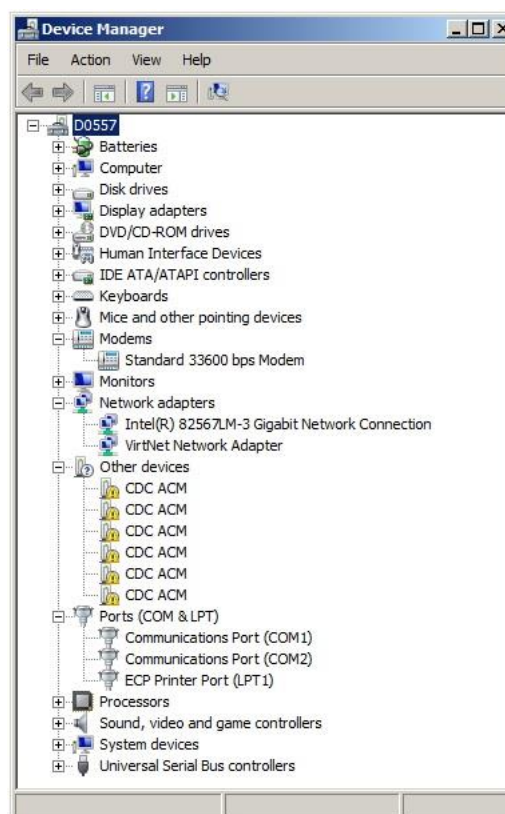 Device Manager
File Action View Help
D0557
Batteries
Computer
Disk drives
Display adapters
DVD/CD-ROM drives
Human Interface Devices
IDE ATA/ATAPI controllers
Keyboards
Mice and other pointing devices
Modems
Standard 33600 bps Modem
Monitors
Network adapters
Intel(R) 82567LM-3 Gigabit Network Connection
VirtNet Network Adapter
Other devices
CDC ACM
CDC ACM
CDC ACM
CDC ACM
CDC ACM
CDC ACM
Ports (COM & LPT)
Communications Port (COM1)
Communications Port (COM2)
ECP Printer Port (LPT1)
Processors
Sound, video and game controllers
System devices
Universal Serial Bus controllers